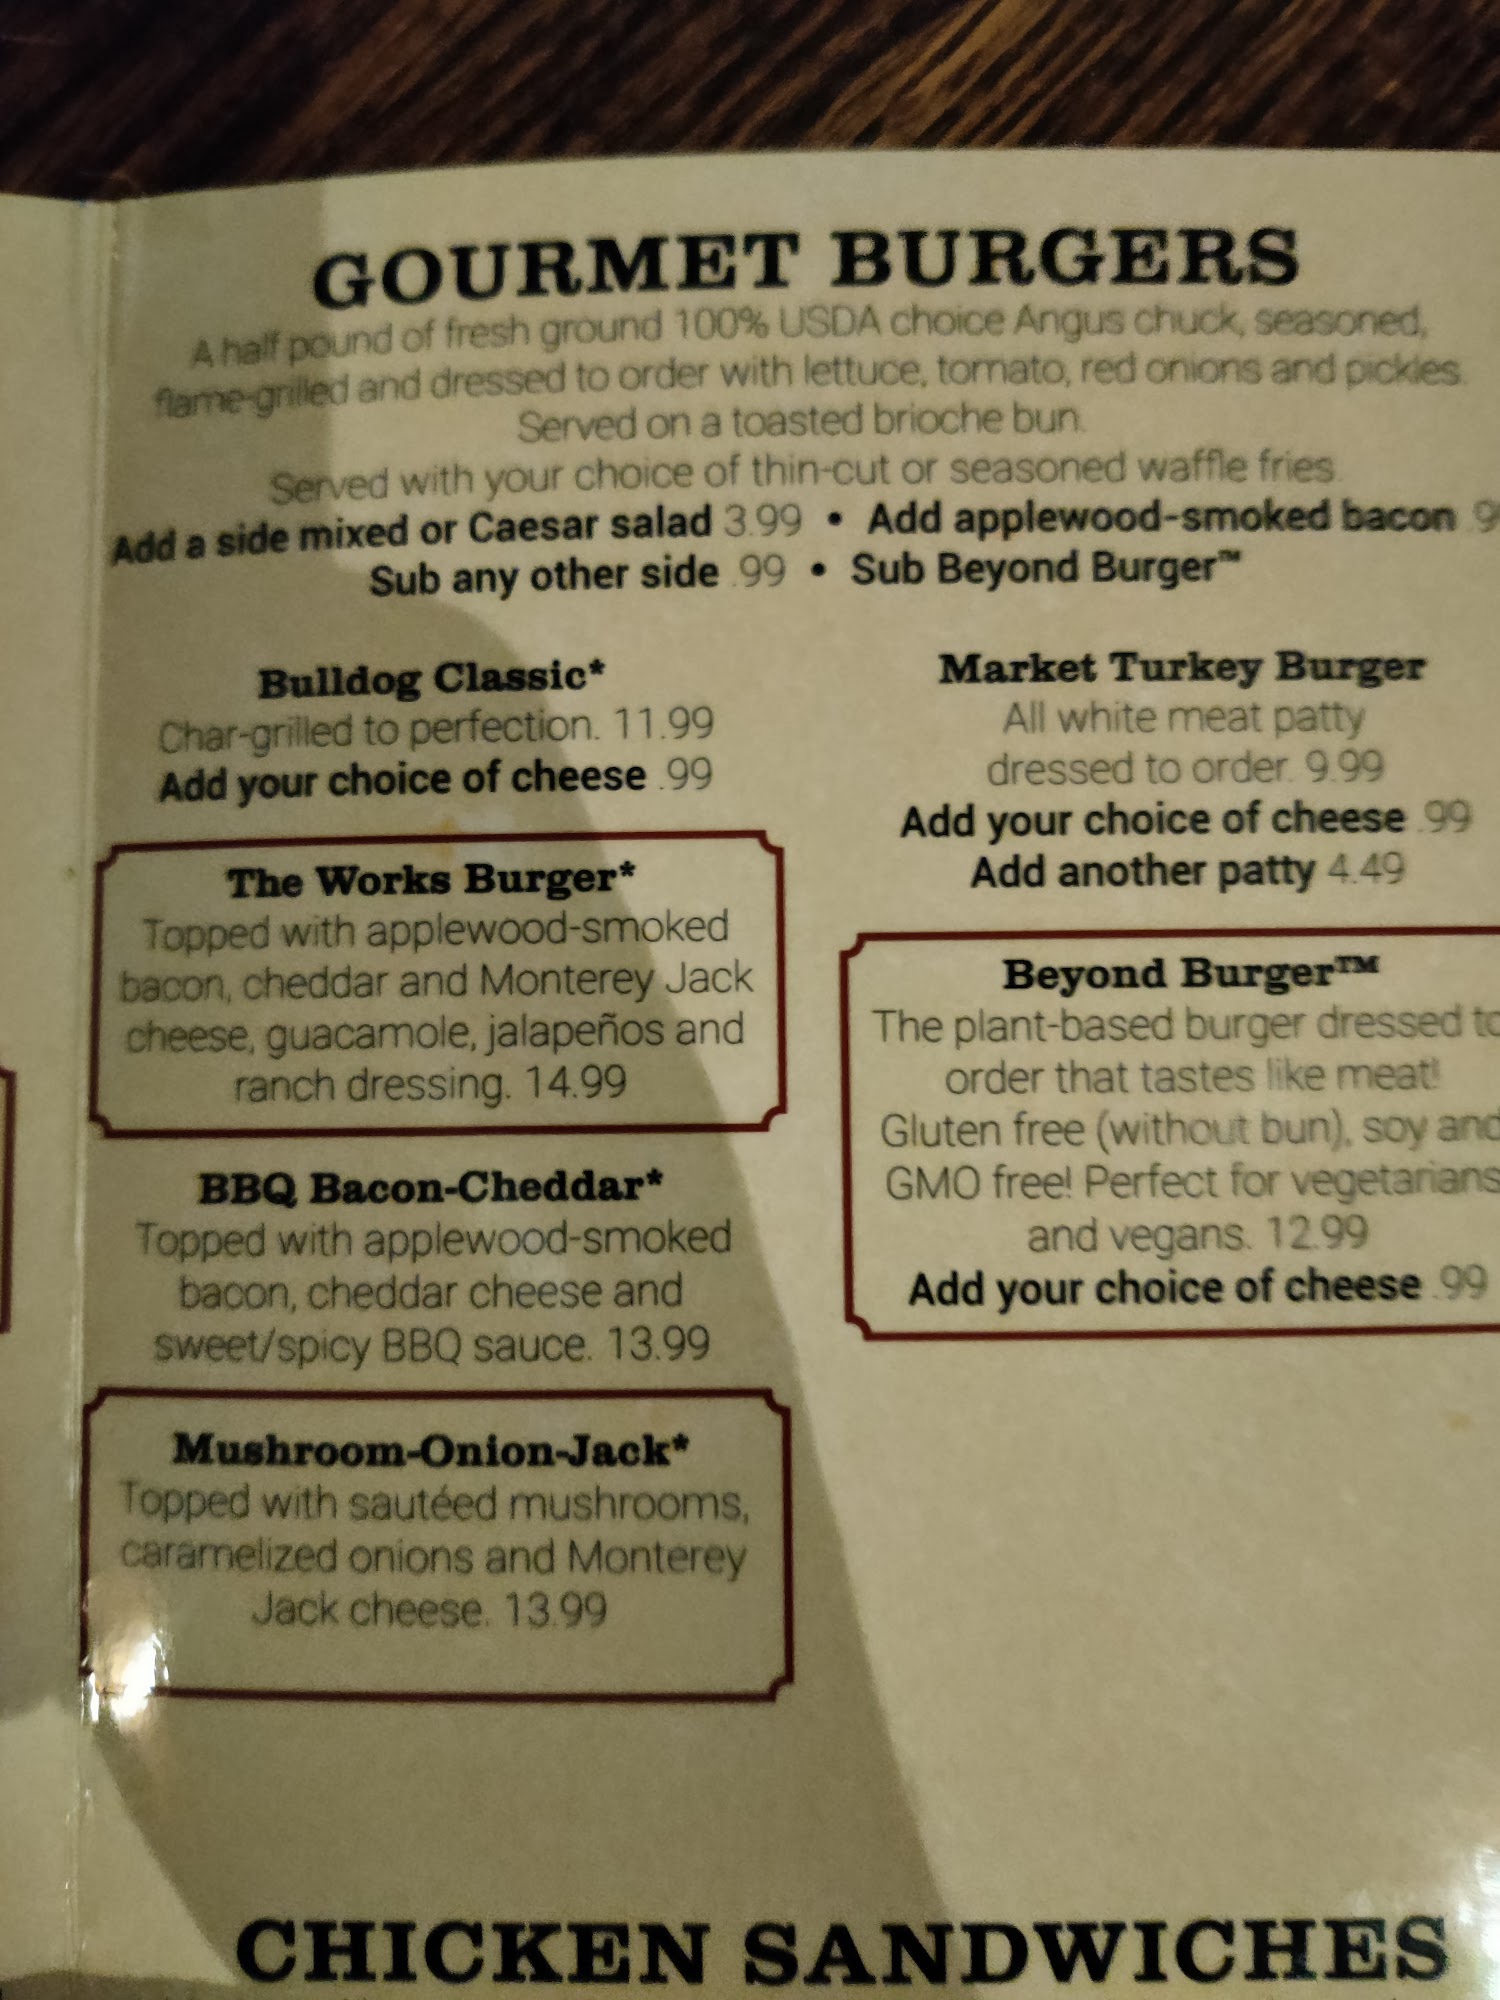 GOURMET BURGERS
A half pound of fresh ground 100% USDA choice Angus chuck, seasoned,
flame-grilled and dressed to order with lettuce, tomato, red onions and pickles.
Served on a toasted brioche bun.
Served with your choice of thin-cut or seasoned waffle fries.
Add a side mixed or Caesar salad 3.99 • Add applewood-smoked bacon
Sub any other side .99 • Sub Beyond Burger™
Bulldog Classic*
Char-grilled to perfection. 11.99
Add your choice of cheese .99
The Works Burger*
Topped with applewood-smoked
bacon, cheddar and Monterey Jack
cheese, guacamole, jalapeños and
ranch dressing. 14.99
BBQ Bacon-Cheddar*
Topped with applewood-smoked
bacon, cheddar cheese and
sweet/spicy BBQ sauce. 13.99
Mushroom-Onion-Jack*
Topped with sautéed mushrooms,
caramelized onions and Monterey
Jack cheese. 13.99
Market Turkey Burger
All white meat patty
dressed to order. 9.99
Add your choice of cheese .99
Add another patty 4.49
Beyond Burger™
The plant-based burger dressed to
order that tastes like meat!
Gluten free (without bun), soy and
GMO free! Perfect for vegetarians
and vegans. 12.99
Add your choice of cheese .99
CHICKEN SANDWICHES